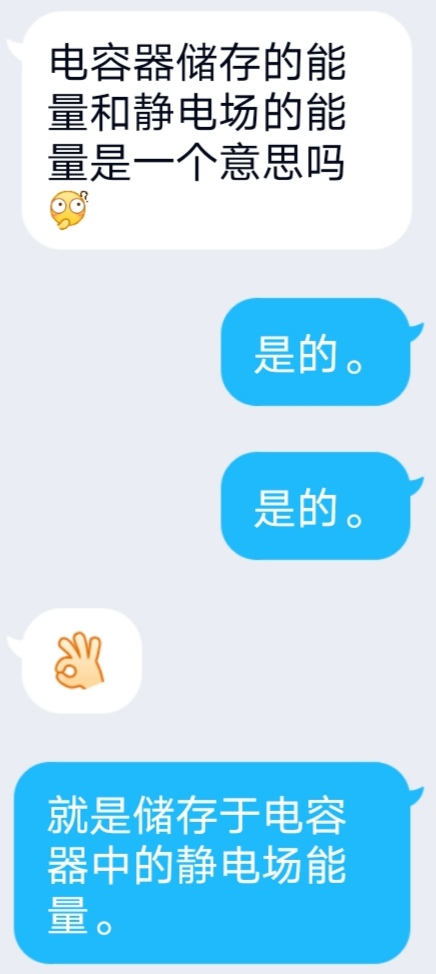 电容器储存的能
量和静电场的能
量是一个意思吗
是的。
是的。
就是储存于电容
器中的静电场能
量。